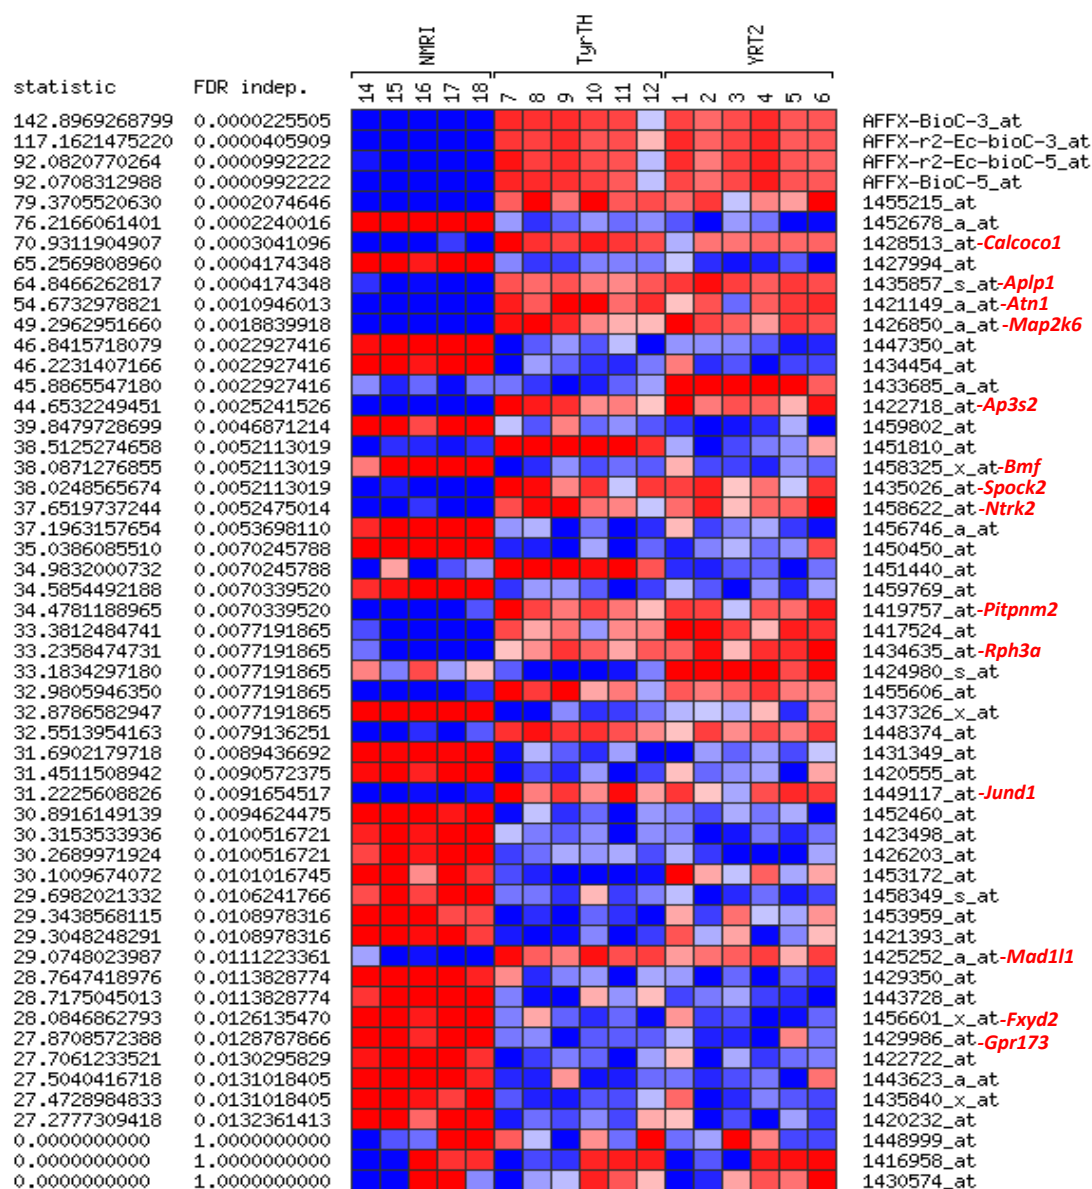 NMRI TyrTH YRT2
statistic FDR indep. 14 15 16 17 18 7 8 9 10 11 12 1 2 3 4 5 6
142.8969268799 0.0000225505 AFFX-BioC-3_at
117.1621475220 0.0000405909 AFFX-r2-Ec-bioC-3_at
92.0820770264 0.0000992222 AFFX-r2-Ec-bioC-5_at
92.0708312988 0.0000992222 AFFX-BioC-5_at
79.3705520630 0.0002074646 1455215_at
76.2166061401 0.0002240016 1452678_a_at
70.9311904907 0.0003041096 1428513_at-Calcoco1
65.2569808960 0.0004174348 1427994_at
64.8466262817 0.0004174348 1435857_s_at-Aplp1
54.6732978821 0.0010946013 1421149_a_at-Atn1
49.2962951660 0.0018839918 1426850_a_at-Map2k6
46.8415718079 0.0022927416 1447350_at
46.2231407166 0.0022927416 1434454_at
45.8865547180 0.0022927416 1433685_a_at
44.6532249451 0.0025241526 1422718_at-Ap3s2
39.8479728699 0.0046871214 1459802_at
38.5125274658 0.0052113019 1451810_at
38.0871276855 0.0052113019 1458325_x_at-Bmf
38.0248565674 0.0052113019 1435026_at-Spock2
37.6519737244 0.0052475014 1458622_at-Ntrk2
37.1963157654 0.0053698110 1456746_a_at
35.0386085510 0.0070245788 1450450_at
34.9832000732 0.0070245788 1451440_at
34.5854492188 0.0070339520 1459769_at
34.4781188965 0.0070339520 1419757_at-Pitpnm2
33.3812484741 0.0077191865 1417524_at
33.2358474731 0.0077191865 1434635_at-Rph3a
33.1834297180 0.0077191865 1424980_s_at
32.9805946350 0.0077191865 1455606_at
32.8786582947 0.0077191865 1437326_x_at
32.5513954163 0.0079136251 1448374_at
31.6902179718 0.0089436692 1431349_at
31.4511508942 0.0090572375 1420555_at
31.2225608826 0.0091654517 1449117_at-Jund1
30.8916149139 0.0094624475 1452460_at
30.3153533936 0.0100516721 1423498_at
30.2689971924 0.0100516721 1426203_at
30.1009674072 0.0101016745 1453172_at
29.6982021332 0.0106241766 1458349_s_at
29.3438568115 0.0108978316 1453959_at
29.3048248291 0.0108978316 1421393_at
29.0748023987 0.0111223361 1425252_a_at-Mad1l1
28.7647418976 0.0113828774 1429350_at
28.7175045013 0.0113828774 1443728_at
28.0846862793 0.0126135470 1456601_x_at-Fxyd2
27.8708572388 0.0128787866 1429986_at-Gpr173
27.7061233521 0.0130295829 1422722_at
27.5040416718 0.0131018405 1443623_a_at
27.4728984833 0.0131018405 1435840_x_at
27.2777309418 0.0132361413 1420232_at
0.0000000000 1.0000000000 1448999_at
0.0000000000 1.0000000000 1416958_at
0.0000000000 1.0000000000 1430574_at